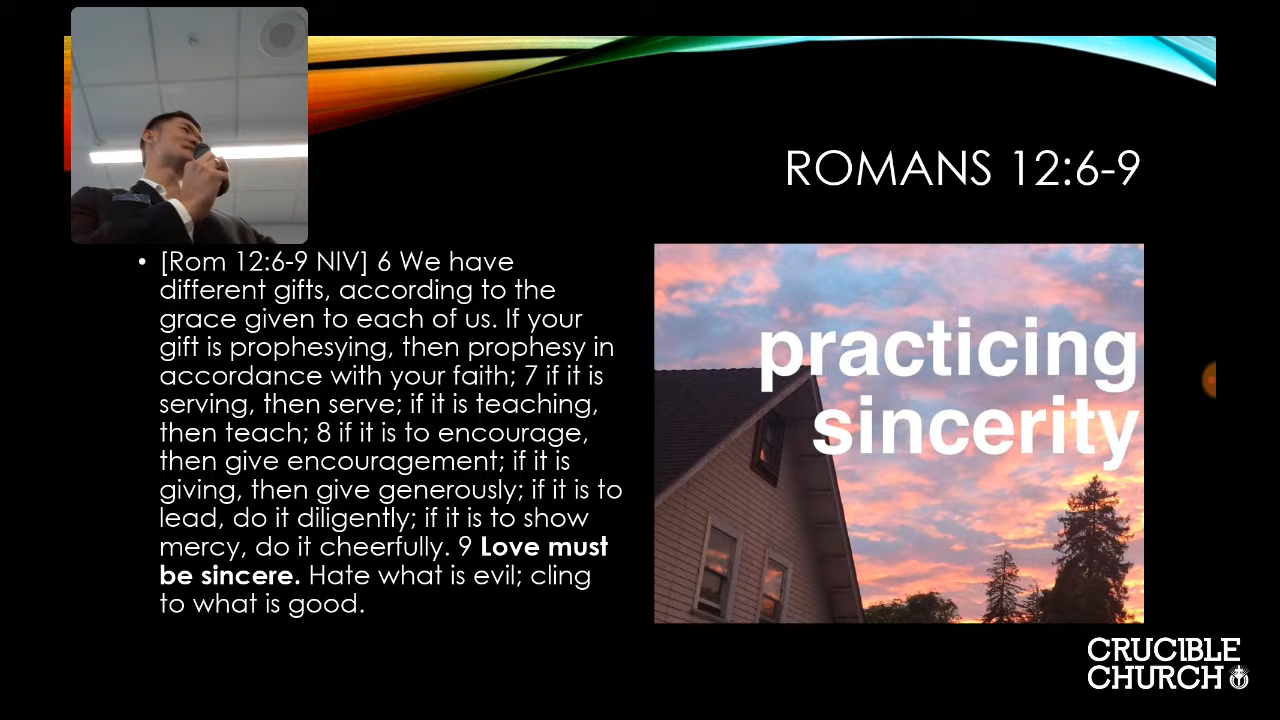 ROMANS 12:6-9
• [Rom 12:6-9 NIV] 6 We have
different gifts, according to the
grace given to each of us. If your
gift is prophesying, then prophesy in
accordance with your faith; 7 if it is
serving, then serve; if it is teaching,
then teach; 8 if it is to encourage,
then give encouragement; if it is
giving, then give generously; if it is to
lead, do it diligently; if it is to show
mercy, do it cheerfully. 9 Love must
be sincere. Hate what is evil; cling
to what is good.
practicing
sincerity
CRUCIBLE
CHURCH